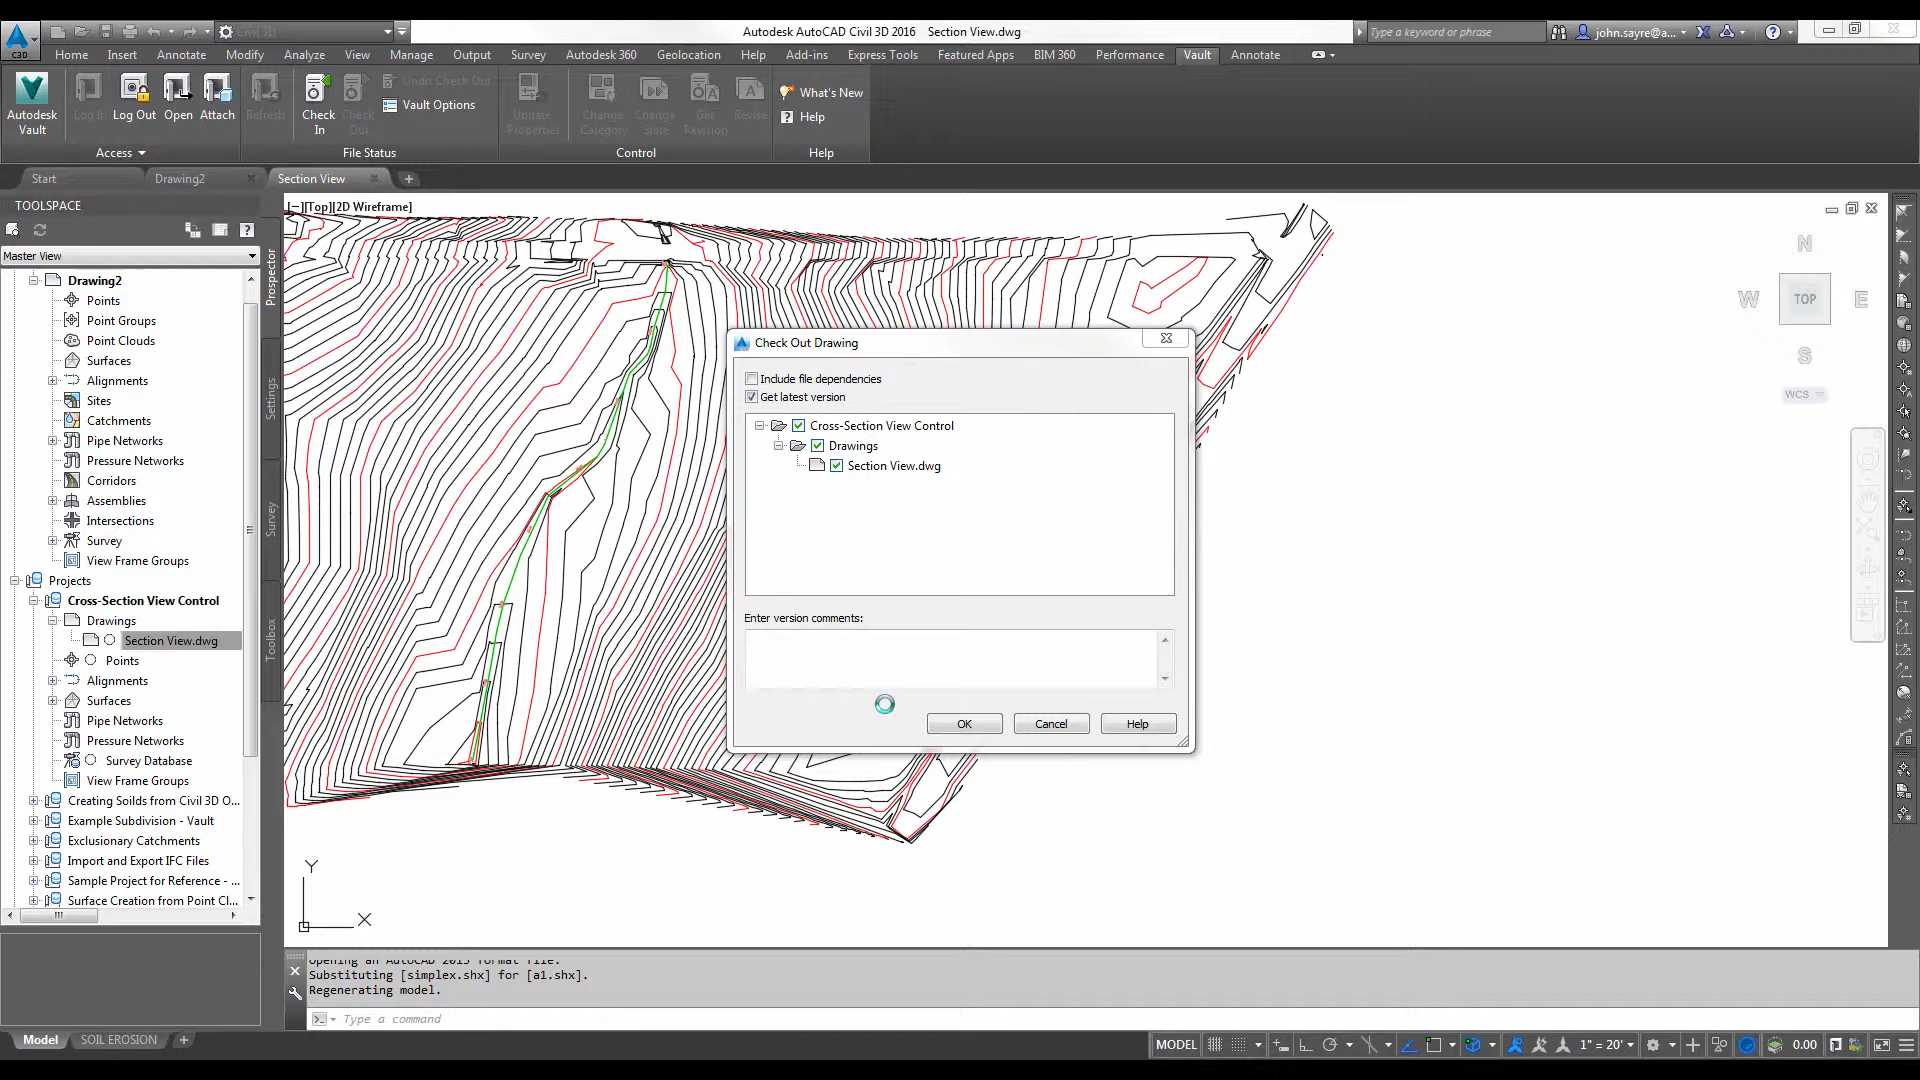 Civil 3D
Autodesk AutoCAD Civil 3D 2016 Section View.dwg
Type a keyword or phrase
john.sayre@a...
C3D
Home Insert Annotate Modify Analyze View Manage Output Survey Autodesk 360 Geolocation Help Add-ins Express Tools Featured Apps BIM 360 Performance Vault Annotate
Autodesk Vault
Log In
Log Out
Open
Attach
Refresh
Check In
Check Out
Undo Check Out
Vault Options
Update Properties
Change Category
Change State
Get Revision
Revise
What's New
Help
Access
File Status
Control
Help
Start
Drawing2
Section View
TOOLSPACE
Master View
Prospector
Settings
Survey
Toolbox
Drawing2
Points
Point Groups
Point Clouds
Surfaces
Alignments
Sites
Catchments
Pipe Networks
Pressure Networks
Corridors
Assemblies
Intersections
Survey
View Frame Groups
Projects
Cross-Section View Control
Drawings
Section View.dwg
Points
Alignments
Surfaces
Pipe Networks
Pressure Networks
Survey Database
View Frame Groups
Creating Soilds from Civil 3D O...
Example Subdivision - Vault
Exclusionary Catchments
Import and Export IFC Files
Sample Project for Reference - ...
Surface Creation from Point Cl...
[−][Top][2D Wireframe]
N
W
TOP
E
S
WCS
Check Out Drawing
Include file dependencies
Get latest version
Cross-Section View Control
Drawings
Section View.dwg
Enter version comments:
OK
Cancel
Help
Y
X
Opening an AutoCAD 2013 format file.
Substituting [simplex.shx] for [a1.shx].
Regenerating model.
Type a command
Model
SOIL EROSION
MODEL
1" = 20'
0.00